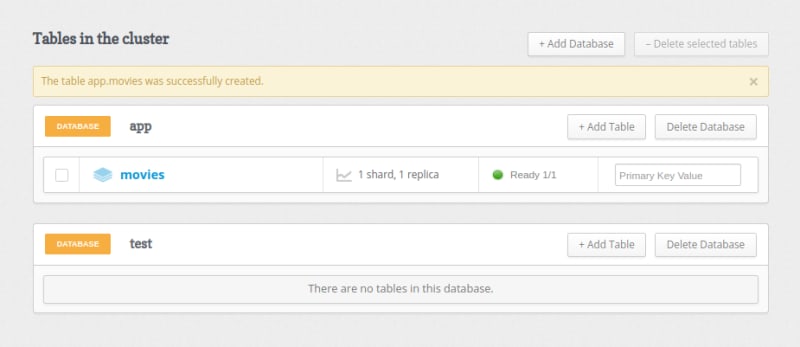 Tables in the cluster
+ Add Database
– Delete selected tables
The table app.movies was successfully created.
×
DATABASE
app
+ Add Table
Delete Database
movies
1 shard, 1 replica
Ready 1/1
Primary Key Value
DATABASE
test
+ Add Table
Delete Database
There are no tables in this database.